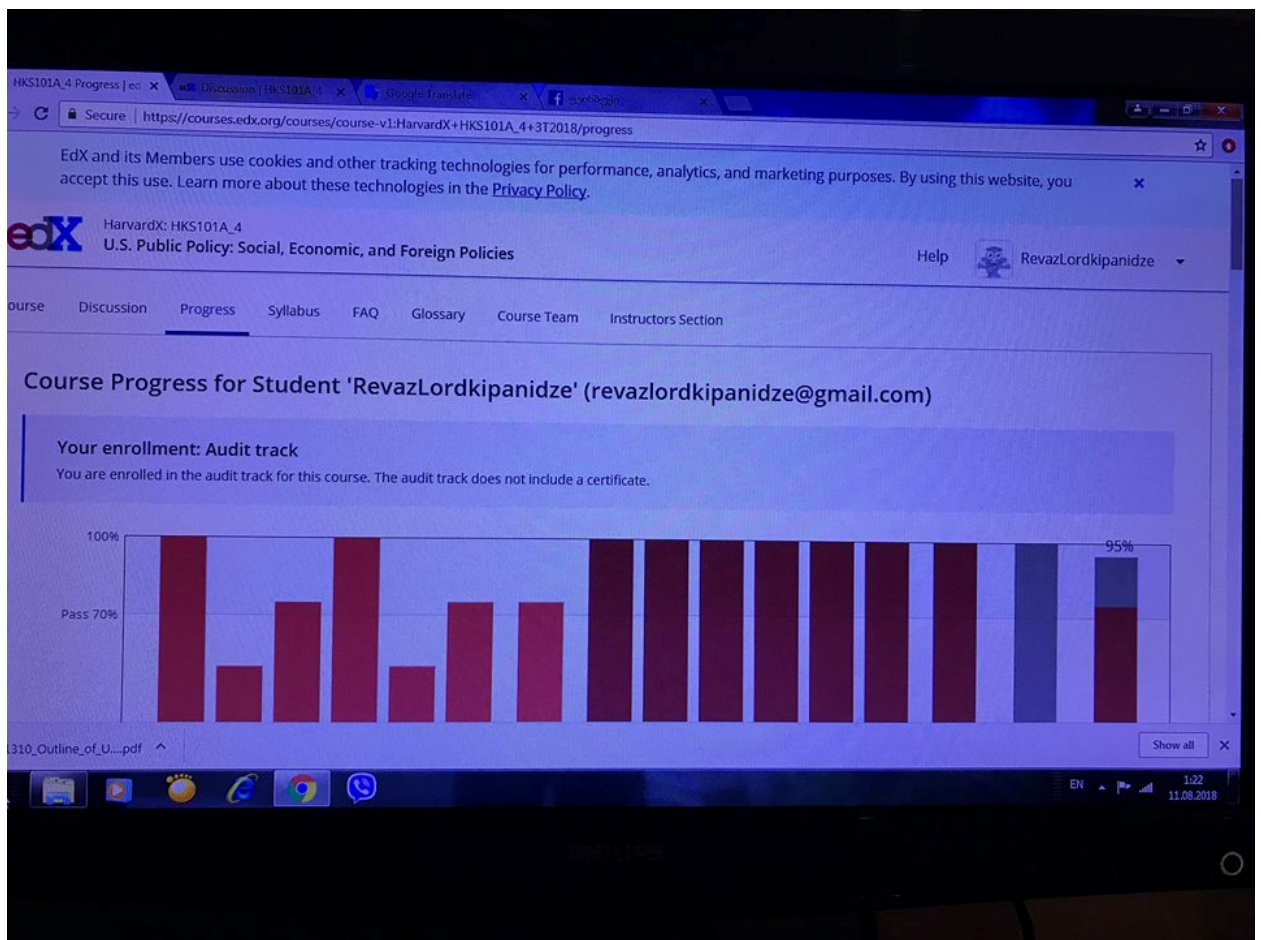 HKS101A_4 Progress | ed
Discussion | HKS101A_4
Google Translate
Secure | https://courses.edx.org/courses/course-v1:HarvardX+HKS101A_4+3T2018/progress
EdX and its Members use cookies and other tracking technologies for performance, analytics, and marketing purposes. By using this website, you
accept this use. Learn more about these technologies in the Privacy Policy.
edX
HarvardX: HKS101A_4
U.S. Public Policy: Social, Economic, and Foreign Policies
Help
RevazLordkipanidze
ourse Discussion Progress Syllabus FAQ Glossary Course Team Instructors Section
Course Progress for Student 'RevazLordkipanidze' (revazlordkipanidze@gmail.com)
Your enrollment: Audit track
You are enrolled in the audit track for this course. The audit track does not include a certificate.
100%
95%
Pass 70%
1310_Outline_of_U....pdf
Show all
EN
1:22
11.08.2018
PHILIPS